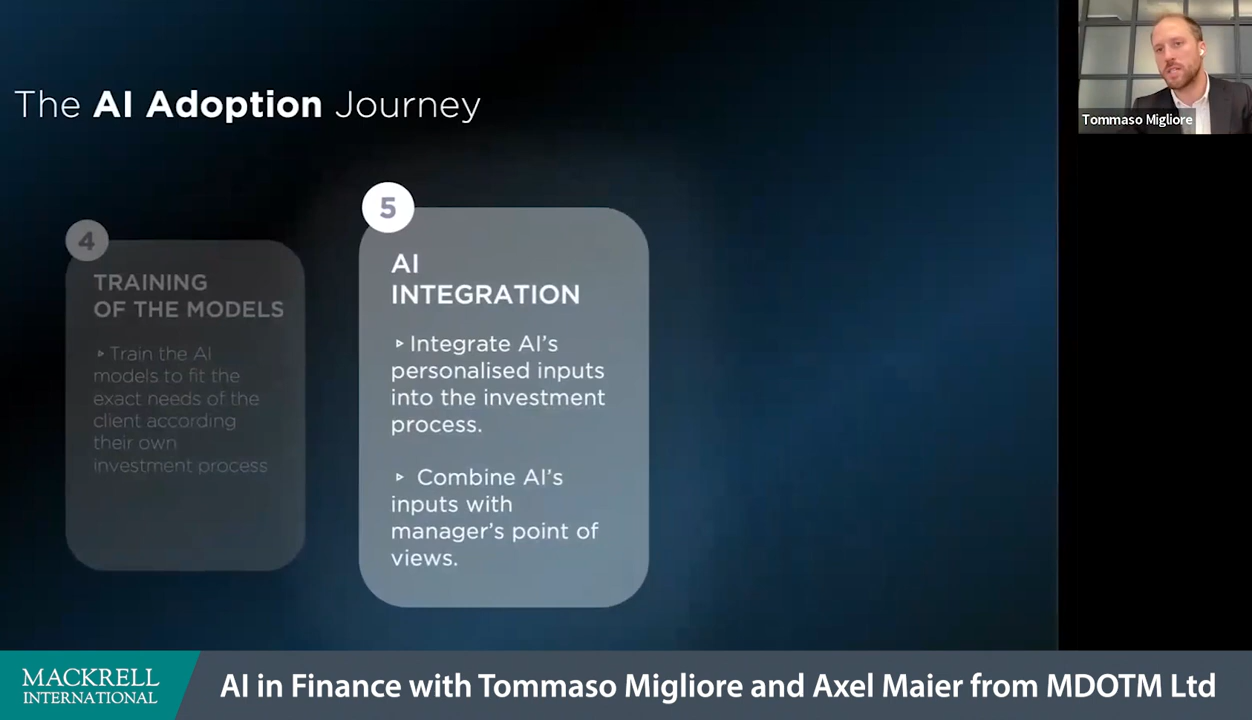 The AI Adoption Journey
Tommaso Migliore
4
TRAINING
OF THE MODELS
▹ Train the AI
models to fit the
exact needs of the
client according
their own
investment process
5
AI
INTEGRATION
▹ Integrate AI's
personalised inputs
into the investment
process.
▹ Combine AI's
inputs with
manager's point of
views.
MACKRELL
INTERNATIONAL
AI in Finance with Tommaso Migliore and Axel Maier from MDOTM Ltd